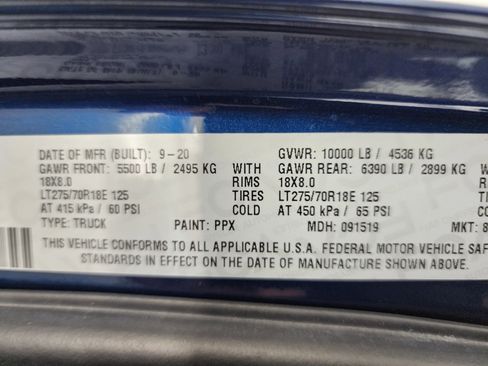 DATE OF MFR (BUILT): 9-20 GVWR: 10000 LB / 4536 KG
GAWR FRONT: 5500 LB / 2495 KG WITH GAWR REAR: 6390 LB / 2899 KG
18X8.0 RIMS 18X8.0
LT275/70R18E 125 TIRES LT275/70R18E 125
AT 415 kPa / 60 PSI COLD AT 450 kPa / 65 PSI
TYPE: TRUCK PAINT: PPX MDH: 091519 MKT: 8
THIS VEHICLE CONFORMS TO ALL APPLICABLE U.S.A. FEDERAL MOTOR VEHICLE SAF
STANDARDS IN EFFECT ON THE DATE OF MANUFACTURE SHOWN ABOVE.